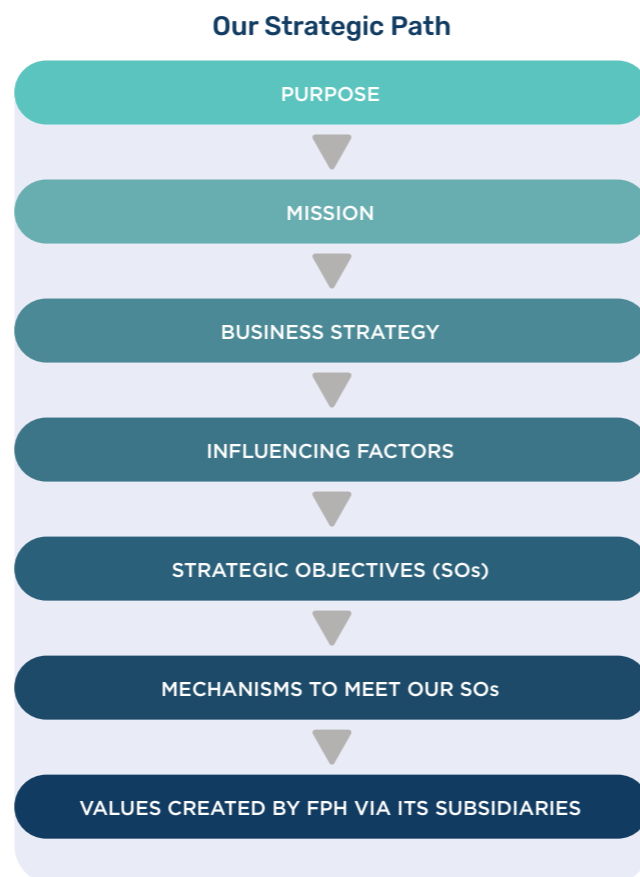 Our Strategic Path
PURPOSE
MISSION
BUSINESS STRATEGY
INFLUENCING FACTORS
STRATEGIC OBJECTIVES (SOs)
MECHANISMS TO MEET OUR SOs
VALUES CREATED BY FPH VIA ITS SUBSIDIARIES